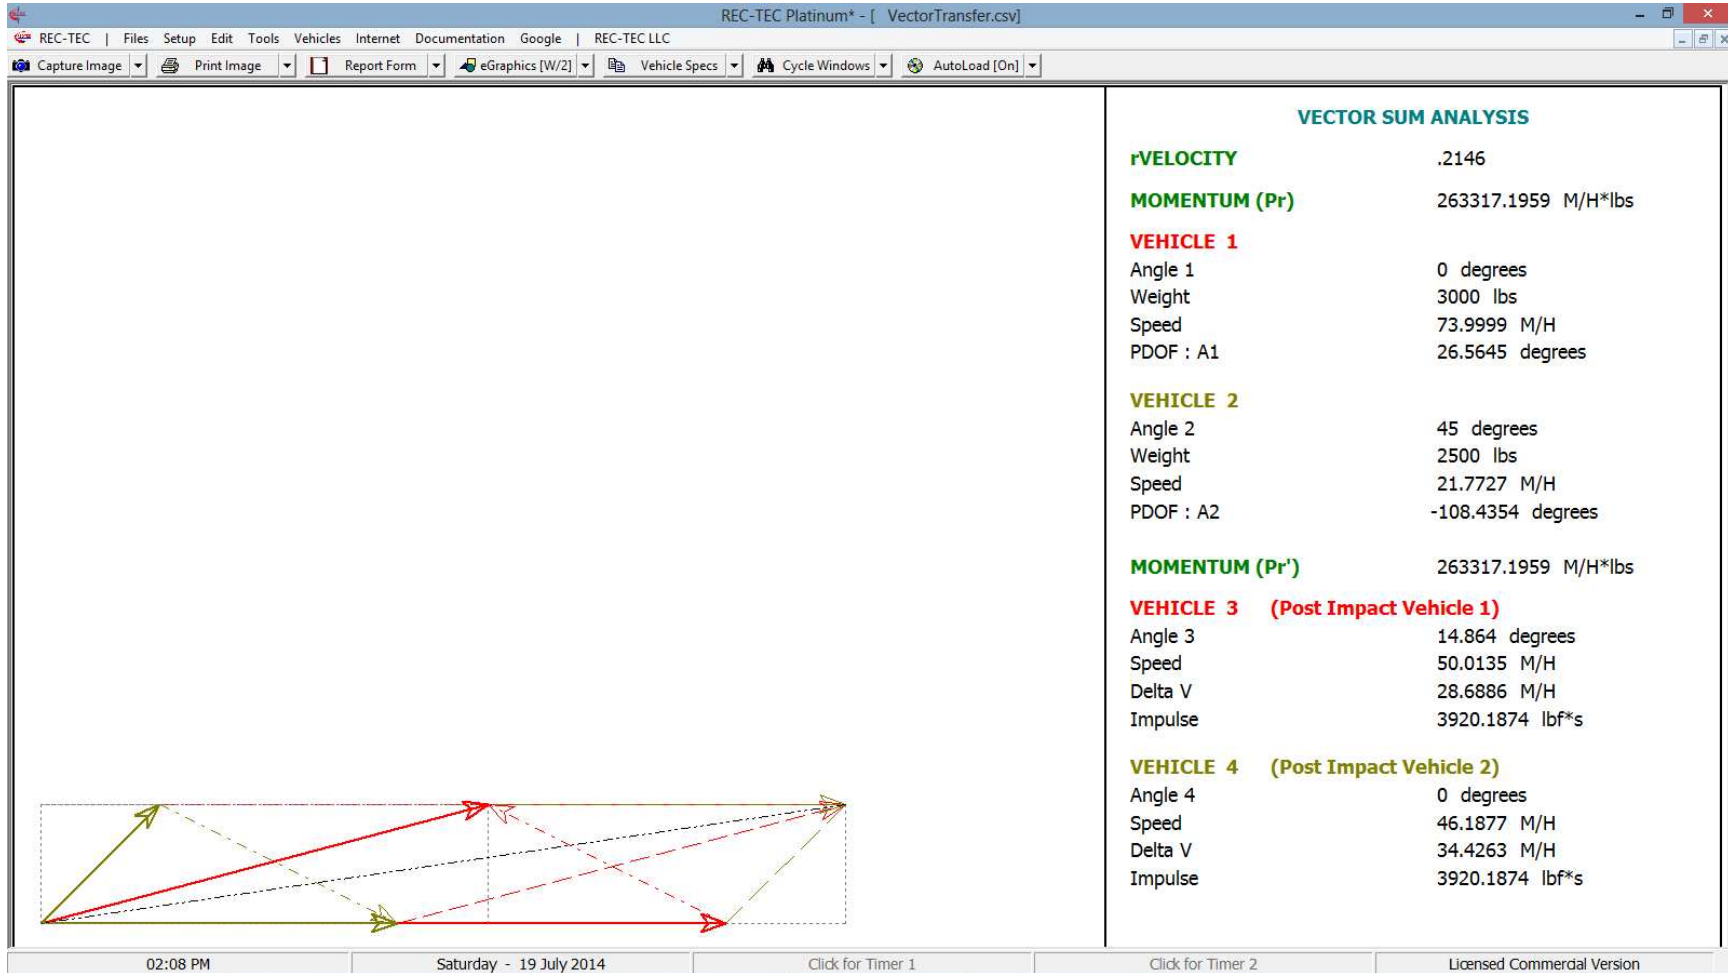 REC-TEC Platinum* - [ VectorTransfer.csv]
REC-TEC | Files Setup Edit Tools Vehicles Internet Documentation Google | REC-TEC LLC
Capture Image Print Image Report Form eGraphics [W/2] Vehicle Specs Cycle Windows AutoLoad [On]
VECTOR SUM ANALYSIS
rVELOCITY .2146
MOMENTUM (Pr) 263317.1959 M/H*lbs
VEHICLE 1
Angle 1 0 degrees
Weight 3000 lbs
Speed 73.9999 M/H
PDOF : A1 26.5645 degrees
VEHICLE 2
Angle 2 45 degrees
Weight 2500 lbs
Speed 21.7727 M/H
PDOF : A2 -108.4354 degrees
MOMENTUM (Pr') 263317.1959 M/H*lbs
VEHICLE 3 (Post Impact Vehicle 1)
Angle 3 14.864 degrees
Speed 50.0135 M/H
Delta V 28.6886 M/H
Impulse 3920.1874 lbf*s
VEHICLE 4 (Post Impact Vehicle 2)
Angle 4 0 degrees
Speed 46.1877 M/H
Delta V 34.4263 M/H
Impulse 3920.1874 lbf*s
02:08 PM Saturday - 19 July 2014 Click for Timer 1 Click for Timer 2 Licensed Commercial Version